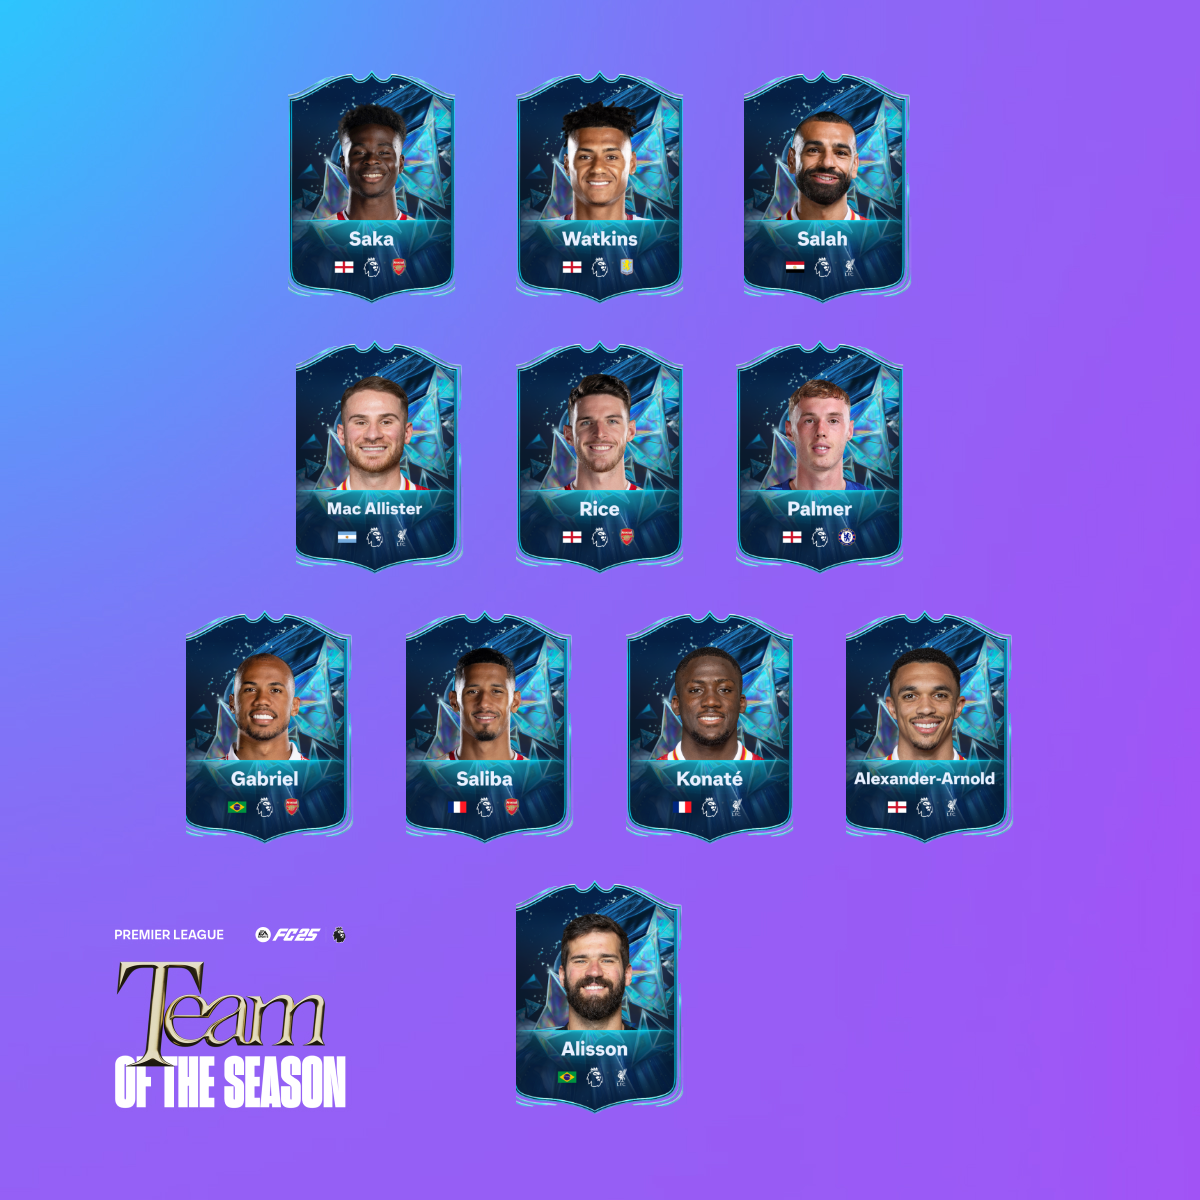 Saka
Watkins
Salah
Mac Allister
Rice
Palmer
Gabriel
Saliba
Konaté
Alexander-Arnold
Alisson
PREMIER LEAGUE
EA FC25
Team
OF THE SEASON